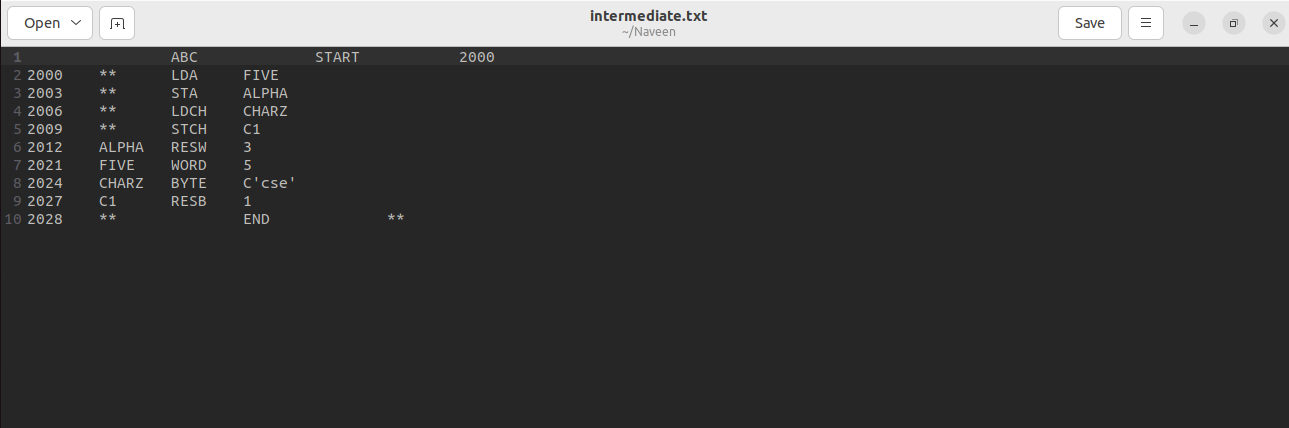 Open intermediate.txt Save
~/Naveen
1 ABC START 2000
2 2000 ** LDA FIVE
3 2003 ** STA ALPHA
4 2006 ** LDCH CHARZ
5 2009 ** STCH C1
6 2012 ALPHA RESW 3
7 2021 FIVE WORD 5
8 2024 CHARZ BYTE C'cse'
9 2027 C1 RESB 1
10 2028 ** END **